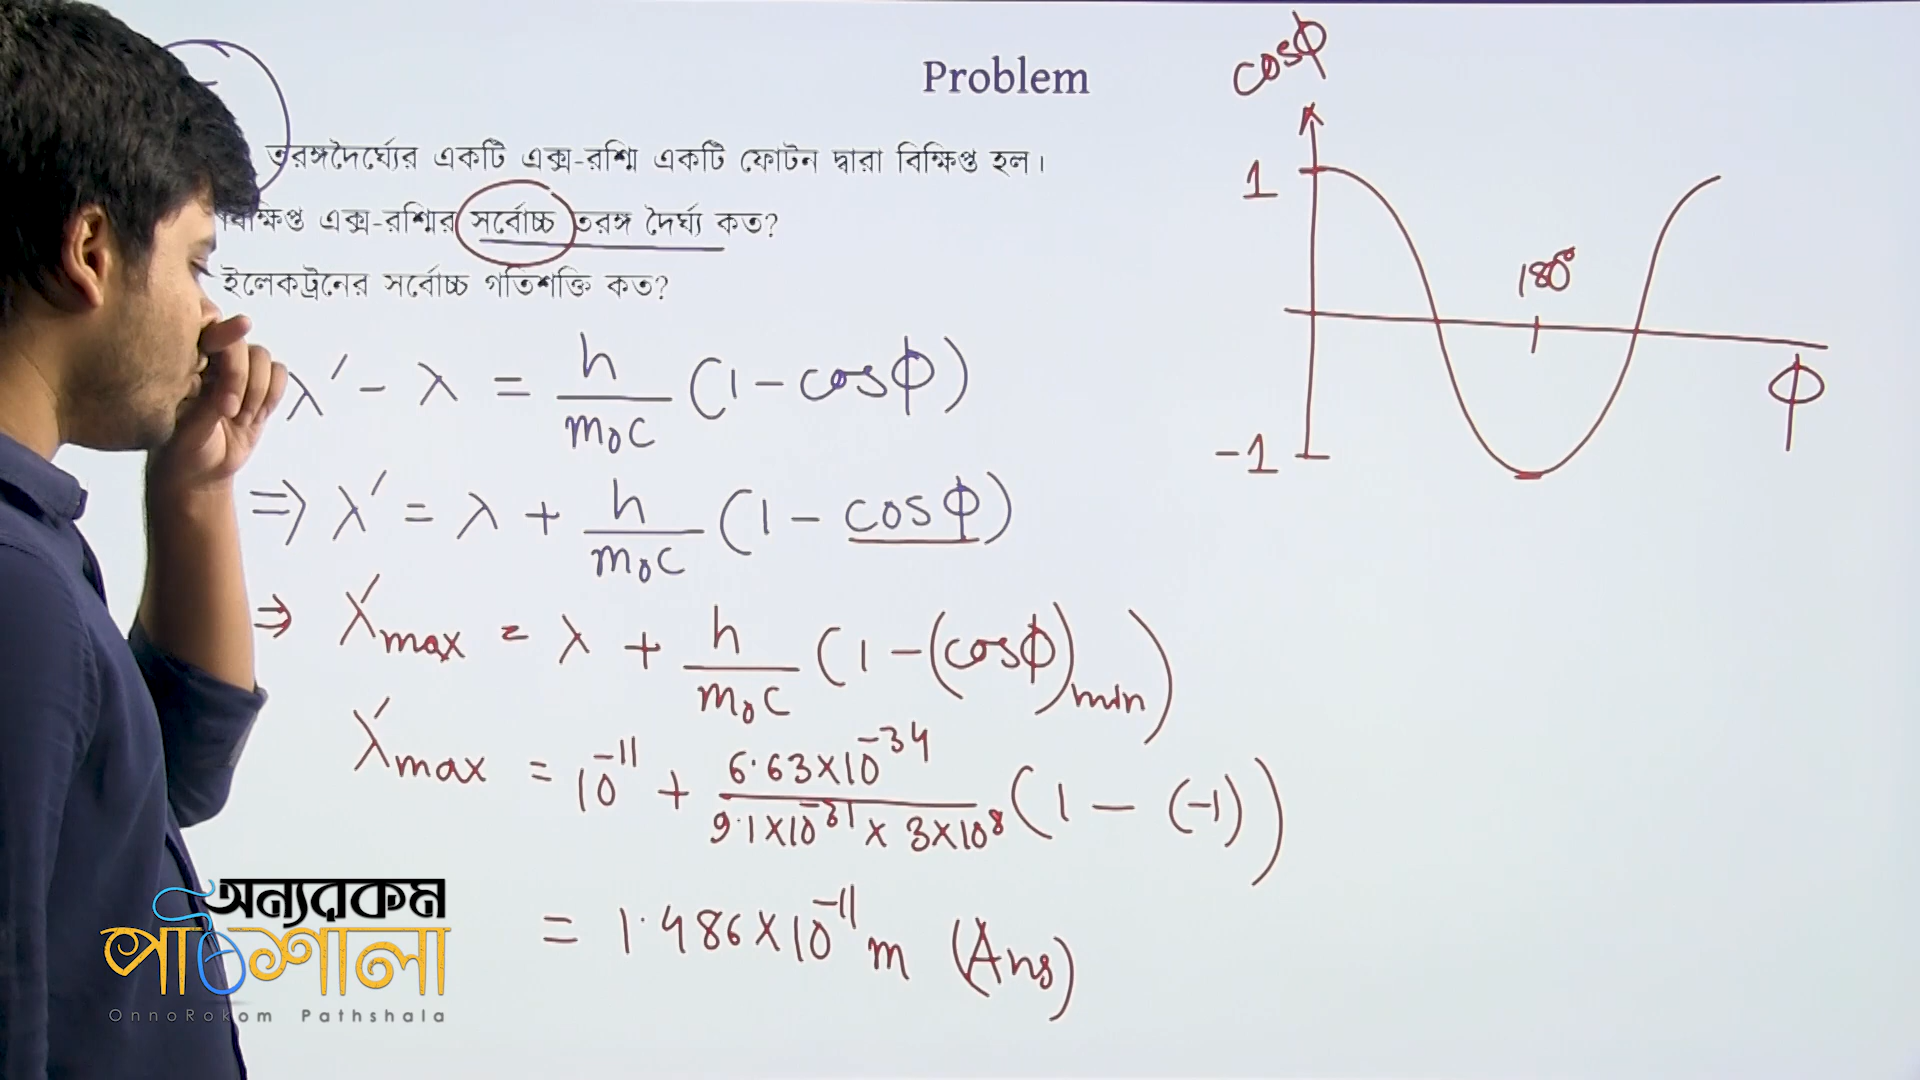 Problem
তরঙ্গদৈর্ঘ্যের একটি এক্স-রশ্মি একটি ফোটন দ্বারা বিক্ষিপ্ত হল।
বিক্ষিপ্ত এক্স-রশ্মির সর্বোচ্চ তরঙ্গ দৈর্ঘ্য কত?
ইলেকট্রনের সর্বোচ্চ গতিশক্তি কত?
cosϕ
1
180°
-1
ϕ
λ′ - λ = h/m₀c (1 - cosϕ)
⇒ λ′ = λ + h/m₀c (1 - cosϕ)
⇒ λ′max = λ + h/m₀c (1 - (cosϕ)min)
λ′max = 10⁻¹¹ + 6.63×10⁻³⁴/9.1×10⁻³¹ × 3×10⁸ (1 - (-1))
= 1.486×10⁻¹¹ m (Ans)
অন্যরকম
পাঠশালা
OnnoRokom Pathshala